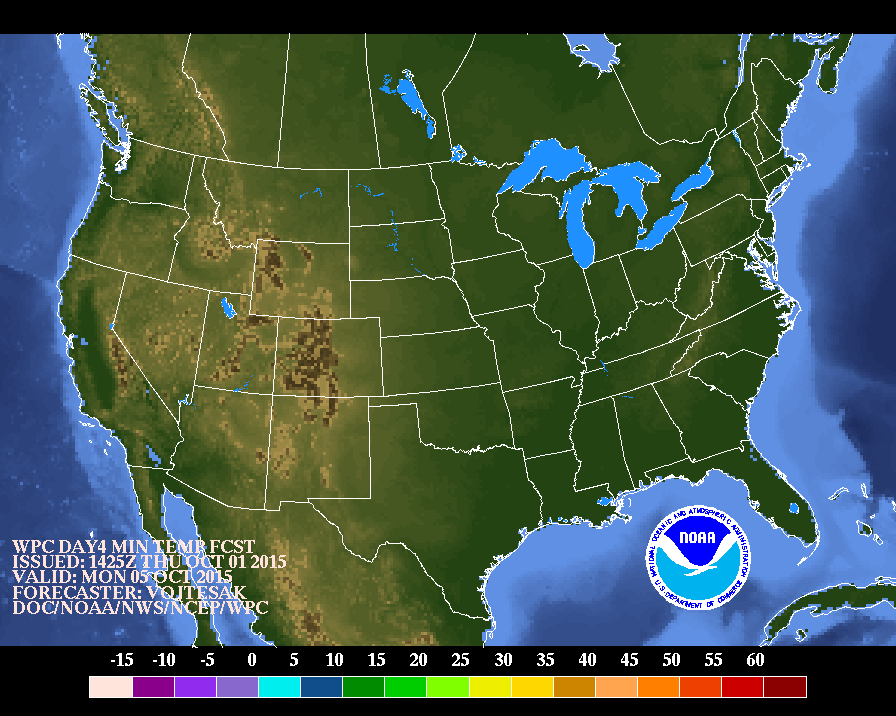 WPC DAY4 MIN TEMP FCST
ISSUED: 1425Z THU OCT 01 2015
VALID: MON 05 OCT 2015
FORECASTER: VOJTESAK
DOC/NOAA/NWS/NCEP/WPC
NATIONAL OCEANIC AND ATMOSPHERIC ADMINISTRATION
NOAA
U.S. DEPARTMENT OF COMMERCE
-15 -10 -5 0 5 10 15 20 25 30 35 40 45 50 55 60